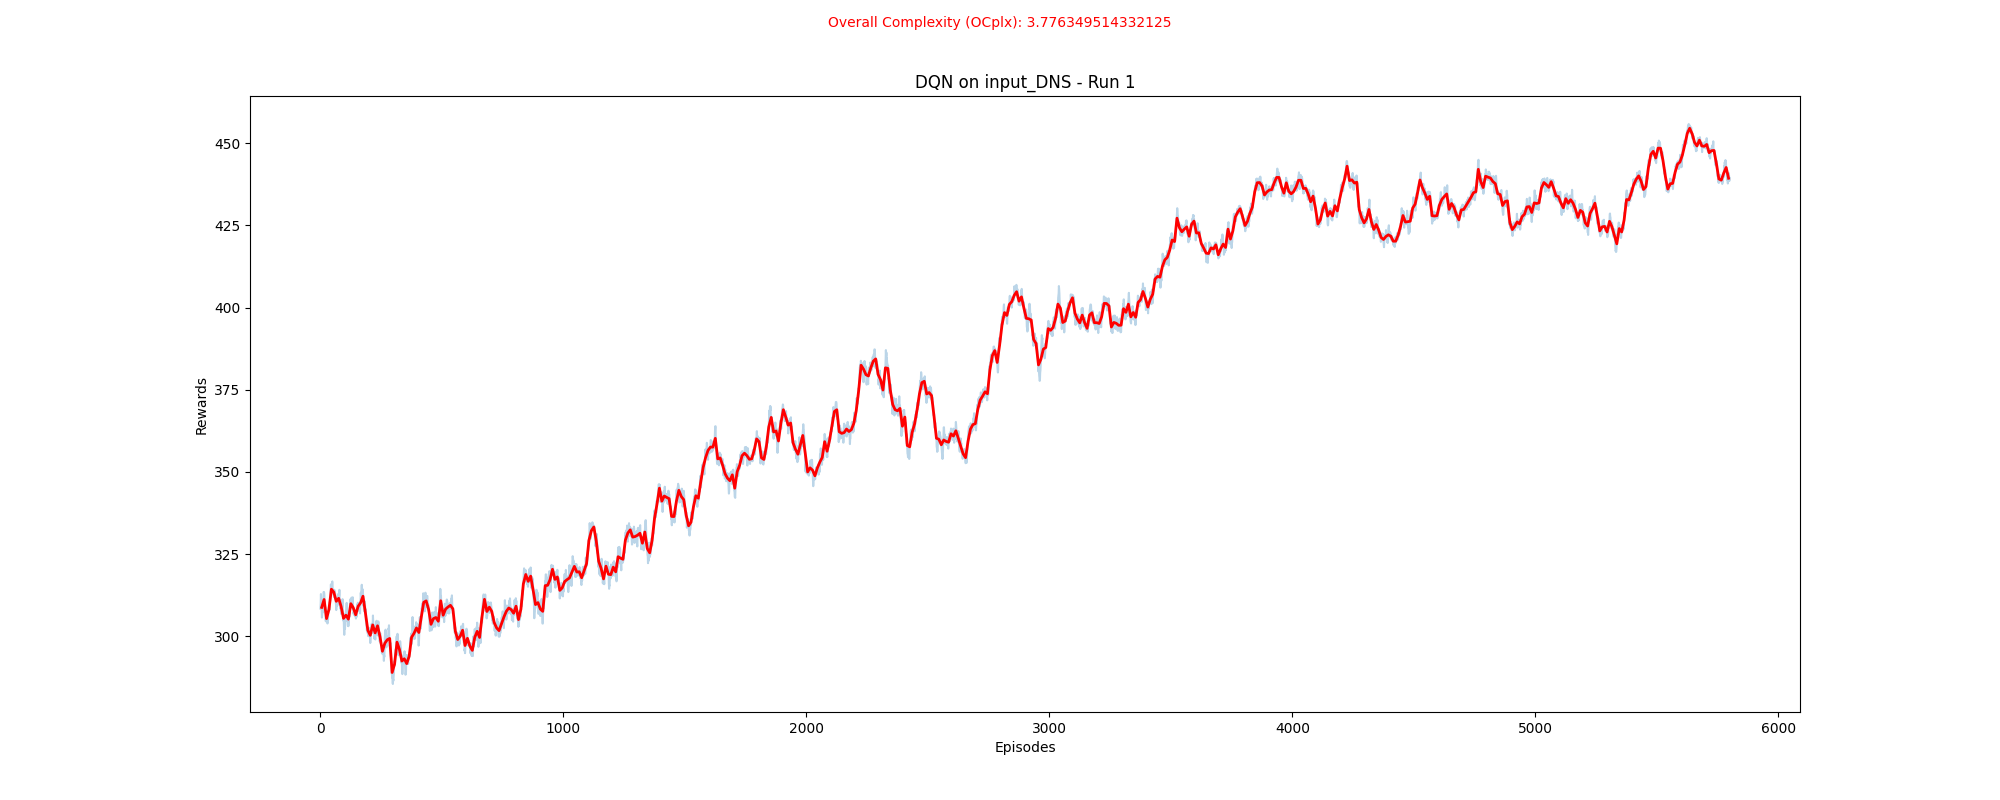 Overall Complexity (OCplx): 3.776349514332125
DQN on input_DNS - Run 1
450
425
400
375
350
325
300
Rewards
0 1000 2000 3000 4000 5000 6000
Episodes